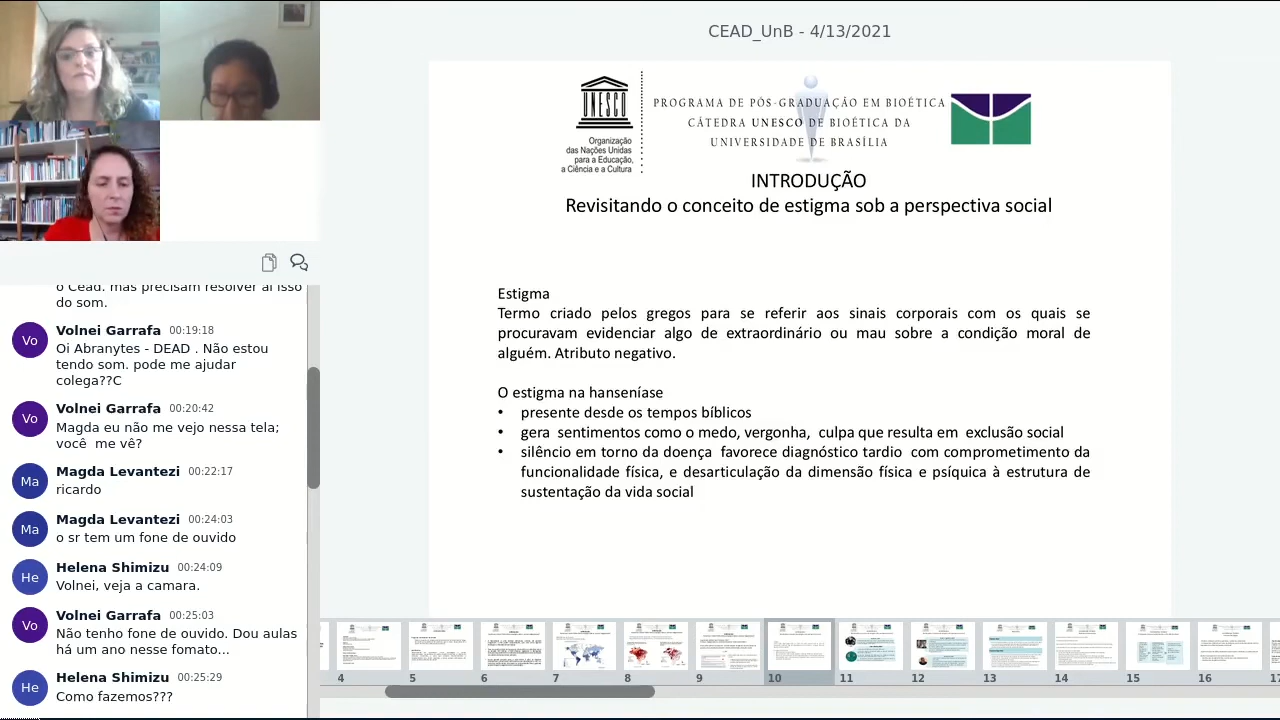 CEAD_UnB - 4/13/2021
UNESCO
Organização
das Nações Unidas
para a Educação,
a Ciência e a Cultura
PROGRAMA DE PÓS-GRADUAÇÃO EM BIOÉTICA
CÁTEDRA UNESCO DE BIOÉTICA DA
UNIVERSIDADE DE BRASÍLIA
INTRODUÇÃO
Revisitando o conceito de estigma sob a perspectiva social
Estigma
Termo criado pelos gregos para se referir aos sinais corporais com os quais se
procuravam evidenciar algo de extraordinário ou mau sobre a condição moral de
alguém. Atributo negativo.
O estigma na hanseníase
• presente desde os tempos bíblicos
• gera sentimentos como o medo, vergonha, culpa que resulta em exclusão social
• silêncio em torno da doença favorece diagnóstico tardio com comprometimento da
funcionalidade física, e desarticulação da dimensão física e psíquica à estrutura de
sustentação da vida social
o Cead. mas precisam resolver aí isso
do som.
Vo
Volnei Garrafa 00:19:18
Oi Abranytes - DEAD . Não estou
tendo som. pode me ajudar
colega??C
Vo
Volnei Garrafa 00:20:42
Magda eu não me vejo nessa tela;
você me vê?
Ma
Magda Levantezi 00:22:17
ricardo
Ma
Magda Levantezi 00:24:03
o sr tem um fone de ouvido
He
Helena Shimizu 00:24:09
Volnei, veja a camara.
Vo
Volnei Garrafa 00:25:03
Não tenho fone de ouvido. Dou aulas
há um ano nesse formato...
He
Helena Shimizu 00:25:29
Como fazemos???
4 5 6 7 8 9 10 11 12 13 14 15 16 17